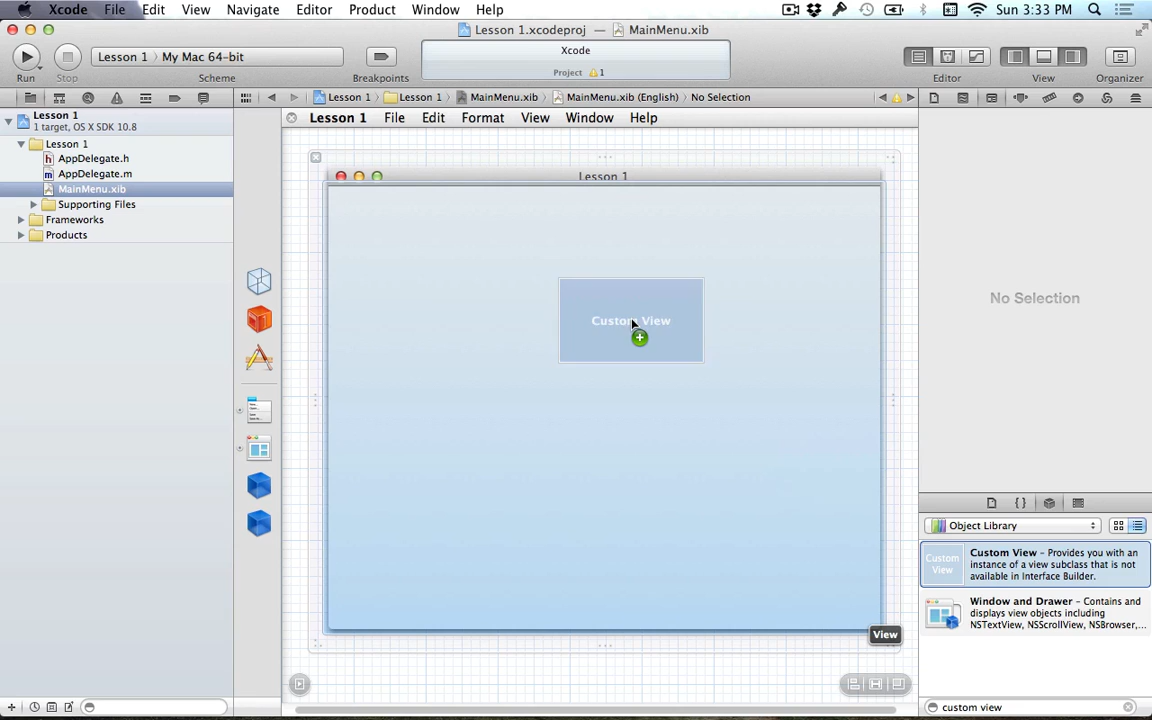 Xcode File Edit View Navigate Editor Product Window Help Sun 3:33 PM
Lesson 1.xcodeproj — MainMenu.xib
Lesson 1 〉 My Mac 64-bit
Xcode
Project 1
Run Stop Scheme Breakpoints Editor View Organizer
Lesson 1 〉 Lesson 1 〉 MainMenu.xib 〉 MainMenu.xib (English) 〉 No Selection
Lesson 1
1 target, OS X SDK 10.8
Lesson 1
AppDelegate.h
AppDelegate.m
MainMenu.xib
Supporting Files
Frameworks
Products
Lesson 1 File Edit Format View Window Help
Lesson 1
Custom View
View
No Selection
Object Library
Custom View
Custom View – Provides you with an
instance of a view subclass that is not
available in Interface Builder.
Window and Drawer – Contains and
displays view objects including
NSTextView, NSScrollView, NSBrowser,...
custom view